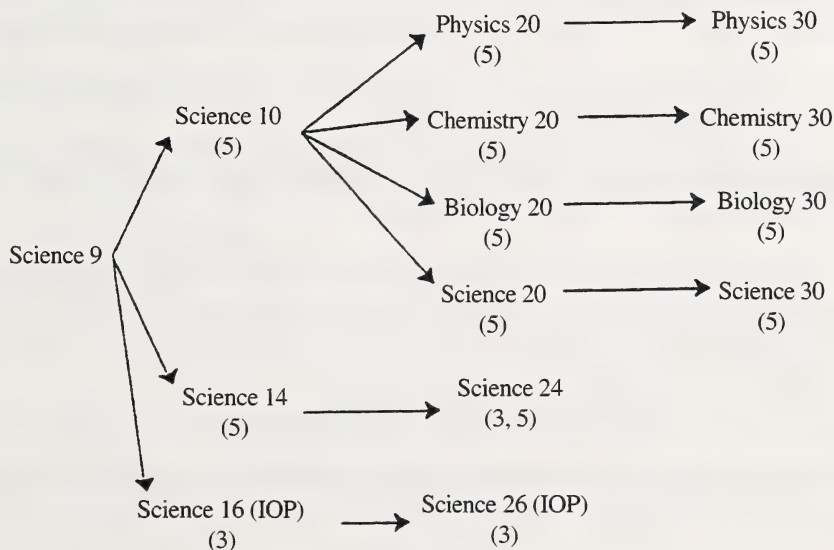 Physics 20
(5)
Physics 30
(5)
Science 10
(5)
Chemistry 20
(5)
Chemistry 30
(5)
Biology 20
(5)
Biology 30
(5)
Science 9
Science 20
(5)
Science 30
(5)
Science 14
(5)
Science 24
(3, 5)
Science 16 (IOP)
(3)
Science 26 (IOP)
(3)